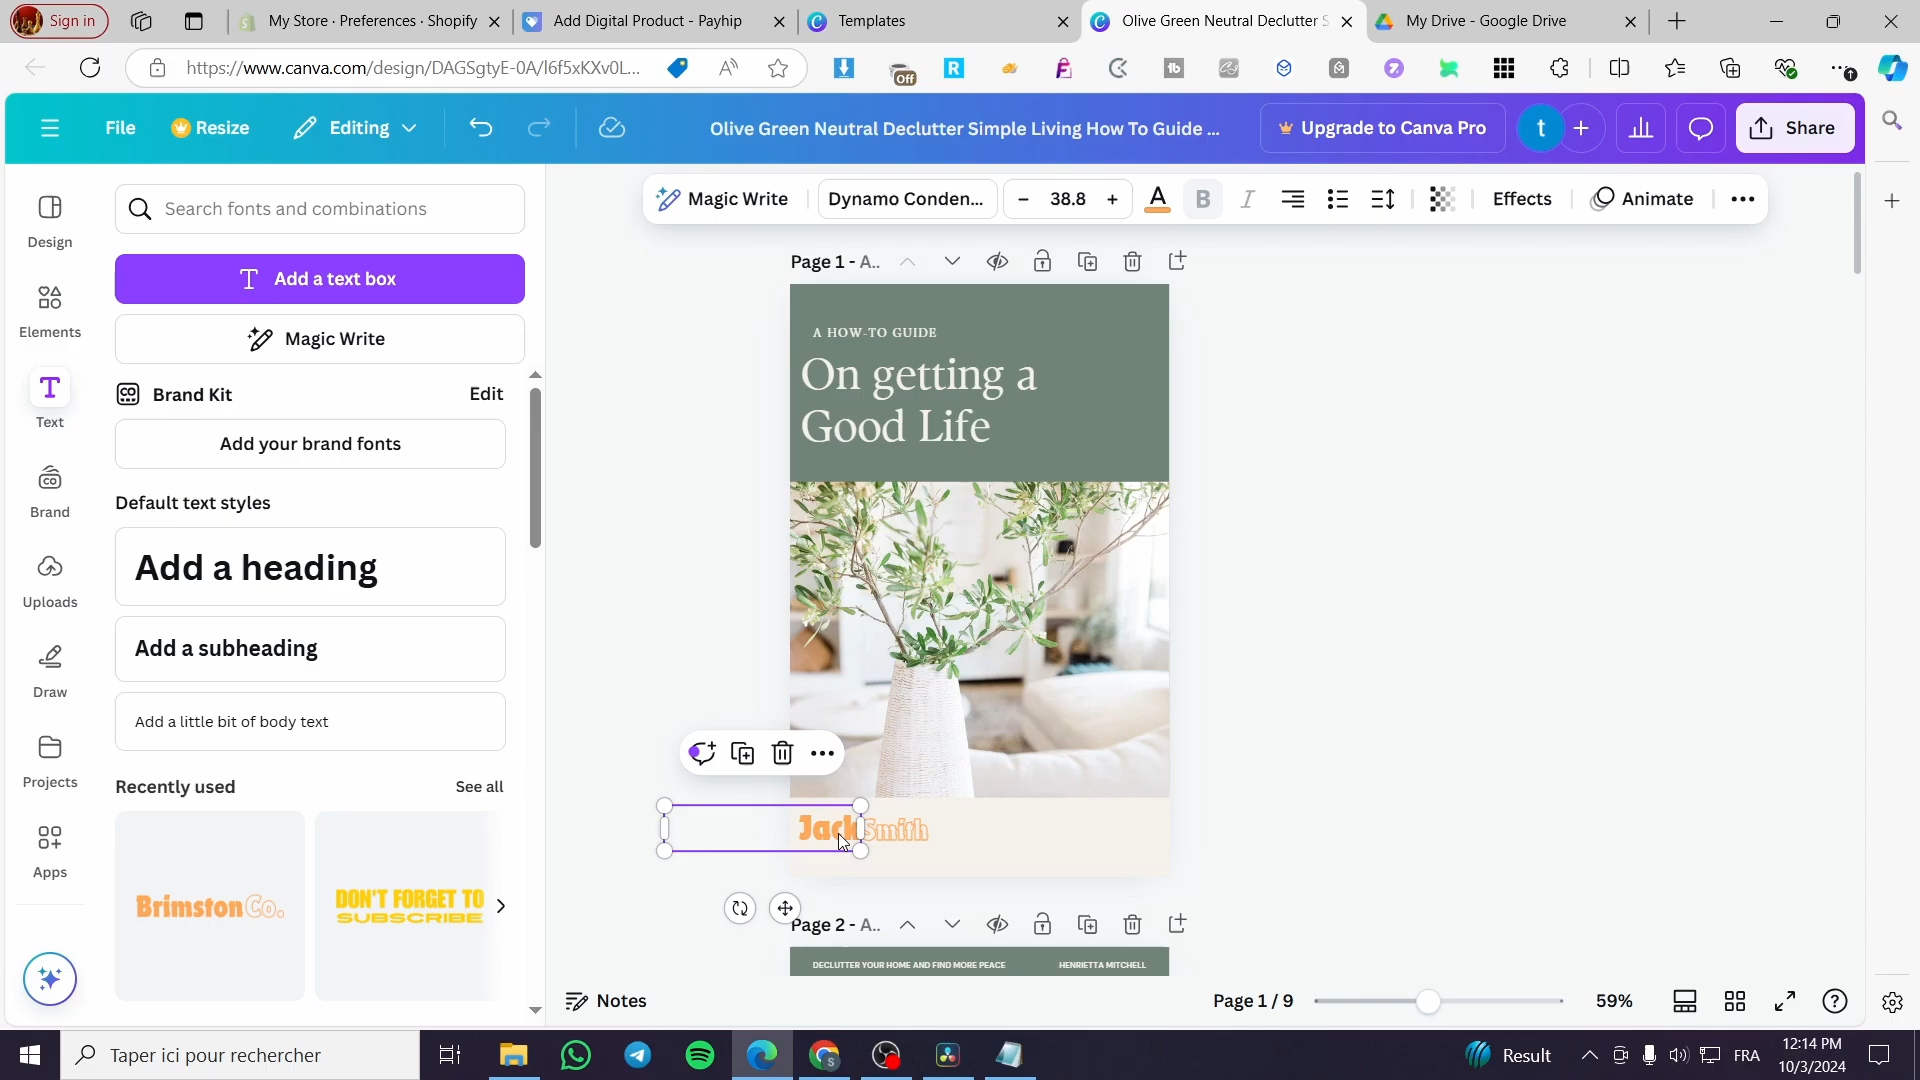 Sign in
My Store · Preferences · Shopify
Add Digital Product - Payhip
Templates
Olive Green Neutral Declutter S
My Drive - Google Drive
https://www.canva.com/design/DAGSgtyE-0A/l6f5xKXv0L...
Off
File
Resize
Editing
Olive Green Neutral Declutter Simple Living How To Guide ...
Upgrade to Canva Pro
t
Share
Design
Elements
Text
Brand
Uploads
Draw
Projects
Apps
Search fonts and combinations
Add a text box
Magic Write
Brand Kit
Edit
Add your brand fonts
Default text styles
Add a heading
Add a subheading
Add a little bit of body text
Recently used
See all
BrimstonCo.
DON'T FORGET TO
SUBSCRIBE
Magic Write
Dynamo Conden...
38.8
Effects
Animate
Page 1 - A..
A HOW-TO GUIDE
On getting a
Good Life
JackSmith
Page 2 - A..
DECLUTTER YOUR HOME AND FIND MORE PEACE
HENRIETTA MITCHELL
Notes
Page 1 / 9
59%
Taper ici pour rechercher
Result
FRA
12:14 PM
10/3/2024